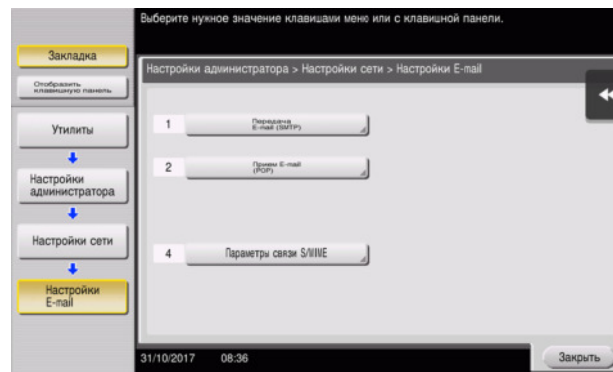 Выберите нужное значение клавишами меню или с клавишной панели.
Закладка
Отобразить
клавишную панель
Утилиты
Настройки
администратора
Настройки сети
Настройки
E-mail
Настройки администратора > Настройки сети > Настройки E-mail
1
Передача
E-mail (SMTP)
2
Прием E-mail
(POP)
4
Параметры связи S/MIME
31/10/2017 08:36
Закрыть